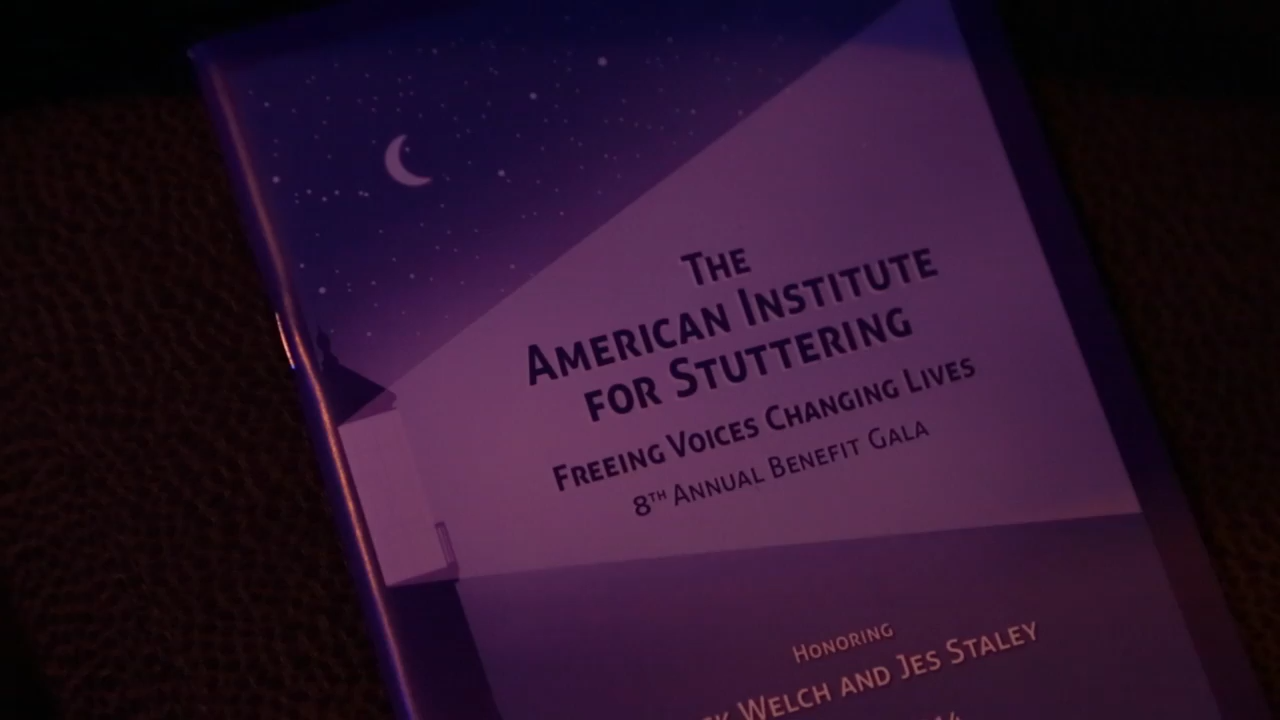 The
American Institute
for Stuttering
Freeing Voices Changing Lives
8th Annual Benefit Gala
Honoring
Welch and Jes Staley